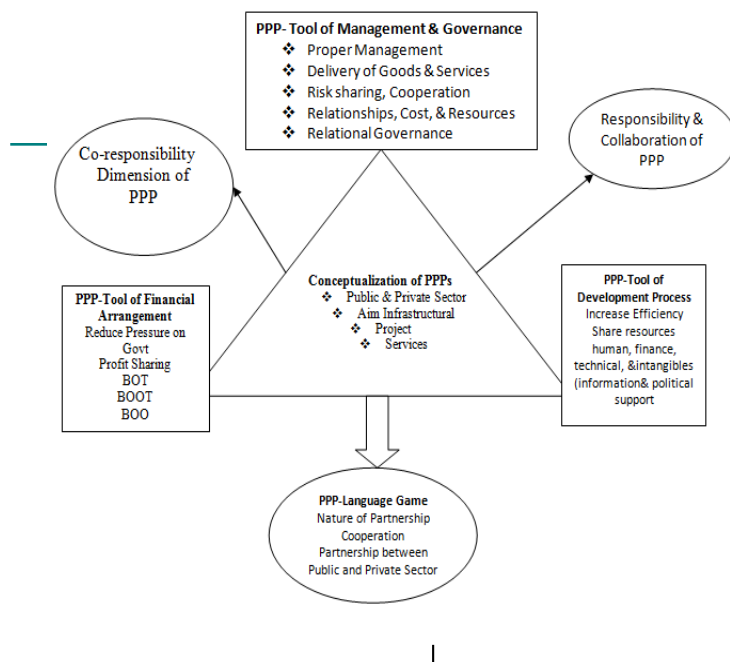 PPP- Tool of Management & Governance
❖ Proper Management
❖ Delivery of Goods & Services
❖ Risk sharing, Cooperation
❖ Relationships, Cost, & Resources
❖ Relational Governance
Co-responsibility
Dimension of
PPP
Responsibility &
Collaboration of
PPP
Conceptualization of PPPs
❖ Public & Private Sector
❖ Aim Infrastructural
❖ Project
❖ Services
PPP-Tool of Financial
Arrangement
Reduce Pressure on
Govt
Profit Sharing
BOT
BOOT
BOO
PPP-Tool of
Development Process
Increase Efficiency
Share resources
human, finance,
technical, &intangibles
(information& political
support
PPP-Language Game
Nature of Partnership
Cooperation
Partnership between
Public and Private Sector